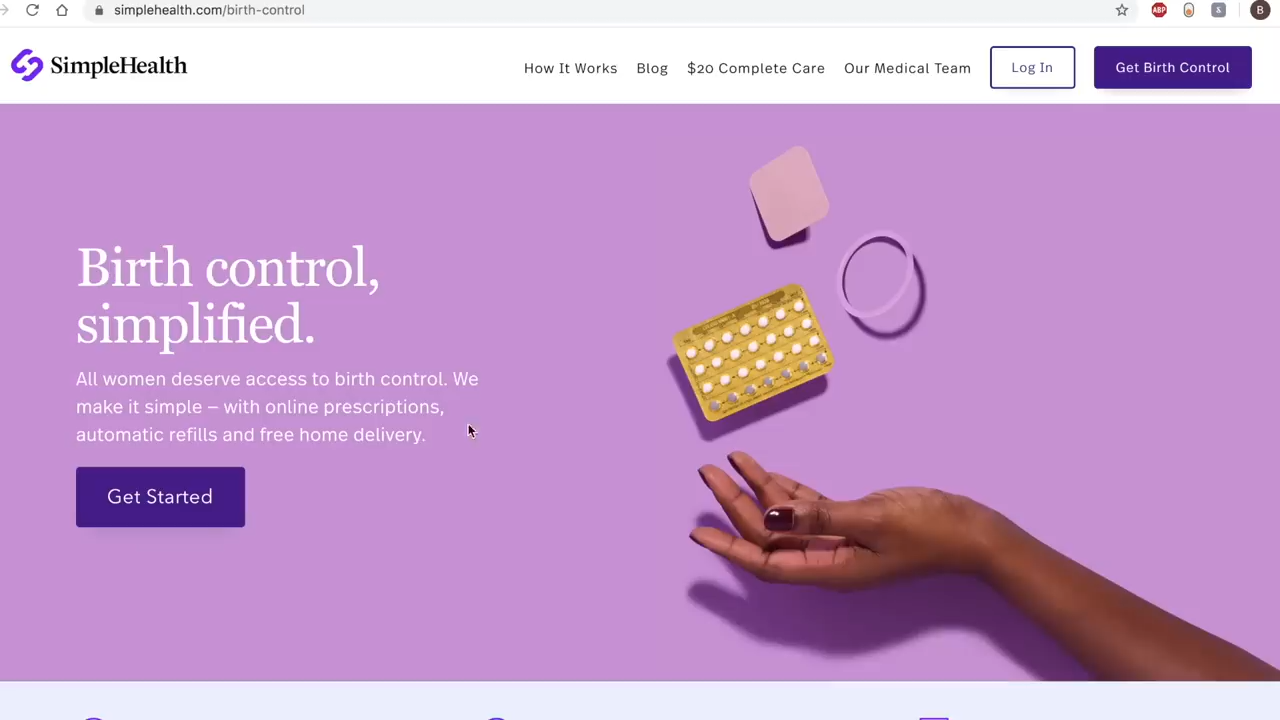 simplehealth.com/birth-control
ABP
B
SimpleHealth
How It Works
Blog
$20 Complete Care
Our Medical Team
Log In
Get Birth Control
Birth control,
simplified.
All women deserve access to birth control. We
make it simple – with online prescriptions,
automatic refills and free home delivery.
Get Started